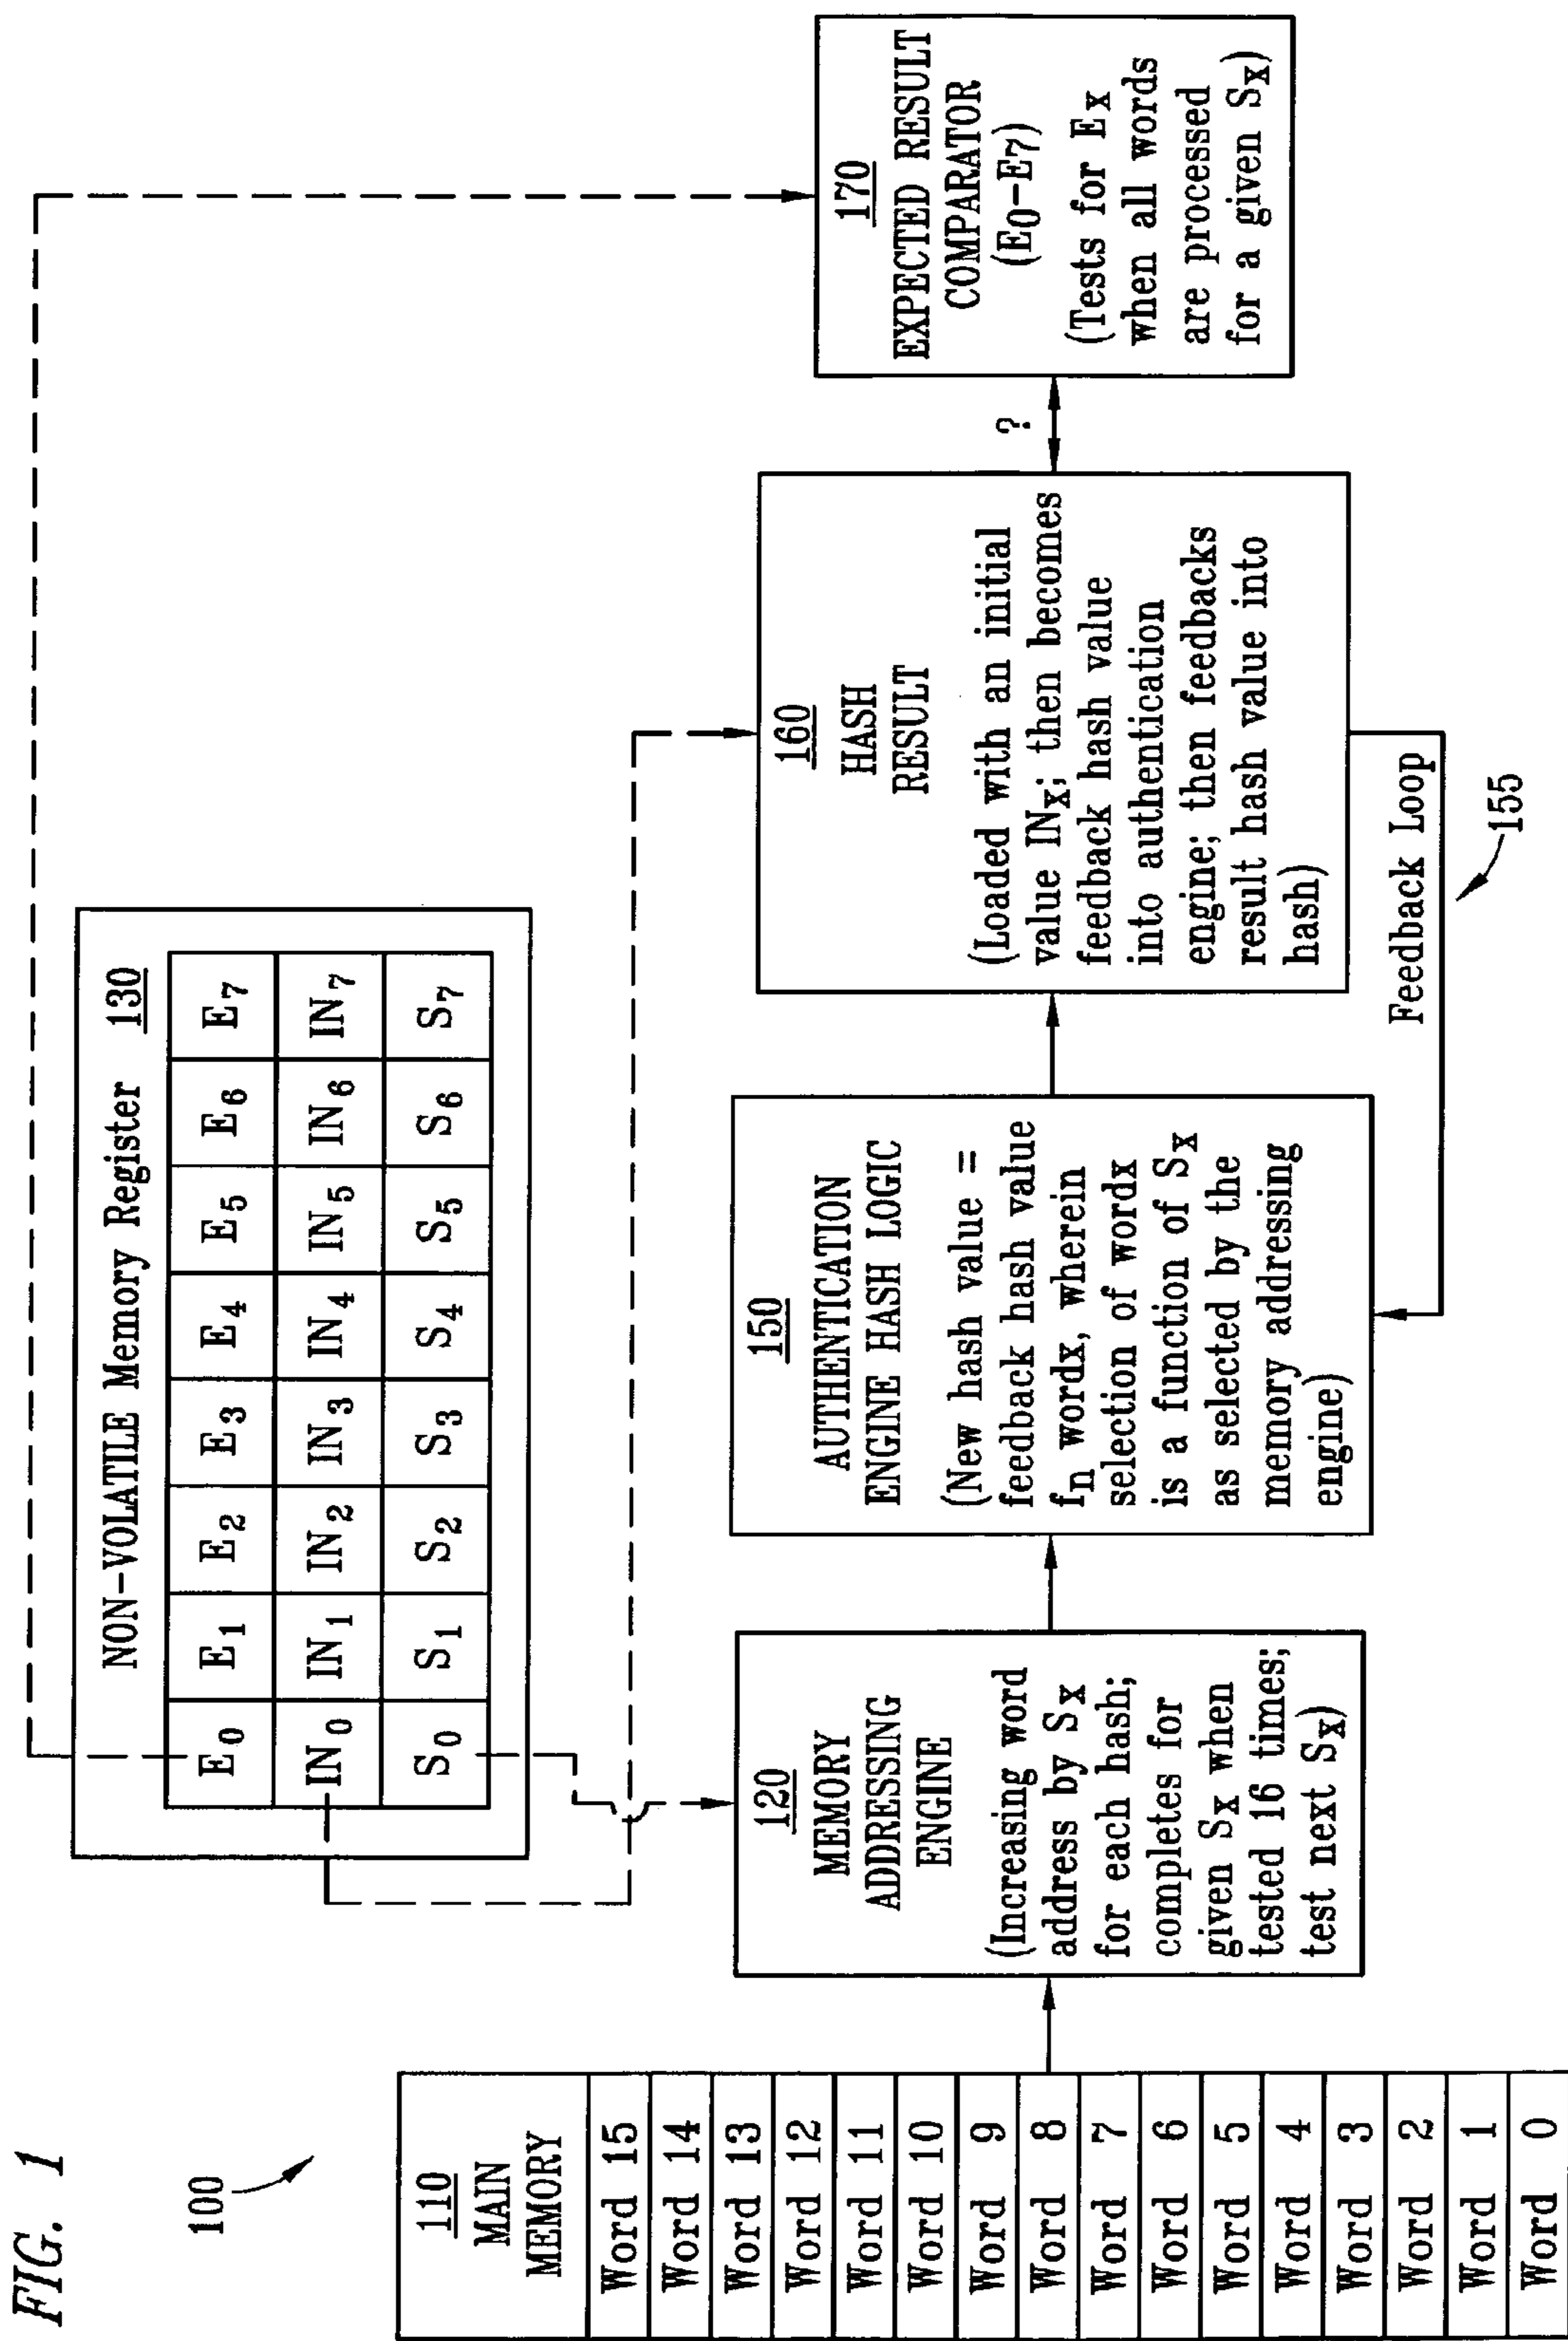 FIG. 1
100
110
MAIN
MEMORY
Word 15
Word 14
Word 13
Word 12
Word 11
Word 10
Word 9
Word 8
Word 7
Word 6
Word 5
Word 4
Word 3
Word 2
Word 1
Word 0
NON-VOLATILE Memory Register 130
E0 E1 E2 E3 E4 E5 E6 E7
IN0 IN1 IN2 IN3 IN4 IN5 IN6 IN7
S0 S1 S2 S3 S4 S5 S6 S7
120
MEMORY
ADDRESSING
ENGINE
(Increasing word
address by SX
for each hash;
completes for
given SX when
tested 16 times;
test next SX)
150
AUTHENTICATION
ENGINE HASH LOGIC
(New hash value =
feedback hash value
fn wordx, wherein
selection of wordx
is a function of SX
as selected by the
memory addressing
engine)
160
HASH
RESULT
(Loaded with an initial
value INX; then becomes
feedback hash value
into authentication
engine; then feedbacks
result hash value into
hash)
Feedback Loop
155
?
170
EXPECTED RESULT
COMPARATOR
(E0-E7)
(Tests for EX
when all words
are processed
for a given SX)